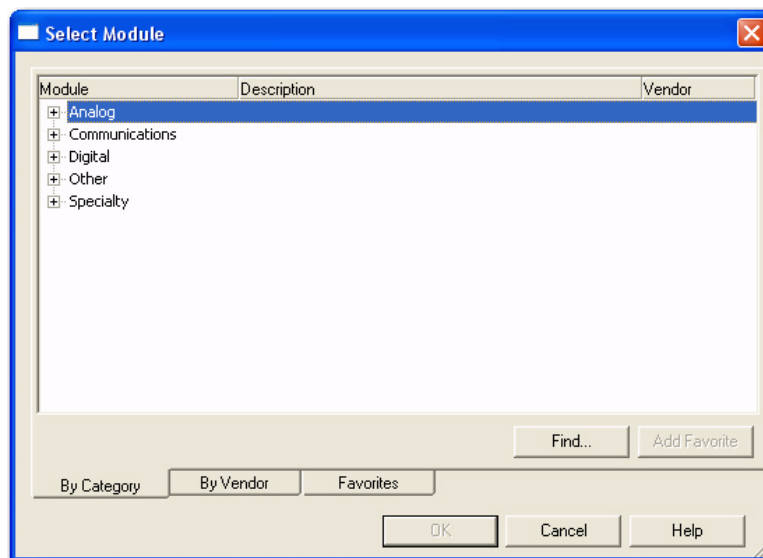 Select Module
Module Description Vendor
Analog
Communications
Digital
Other
Specialty
Find... Add Favorite
By Category By Vendor Favorites
OK Cancel Help